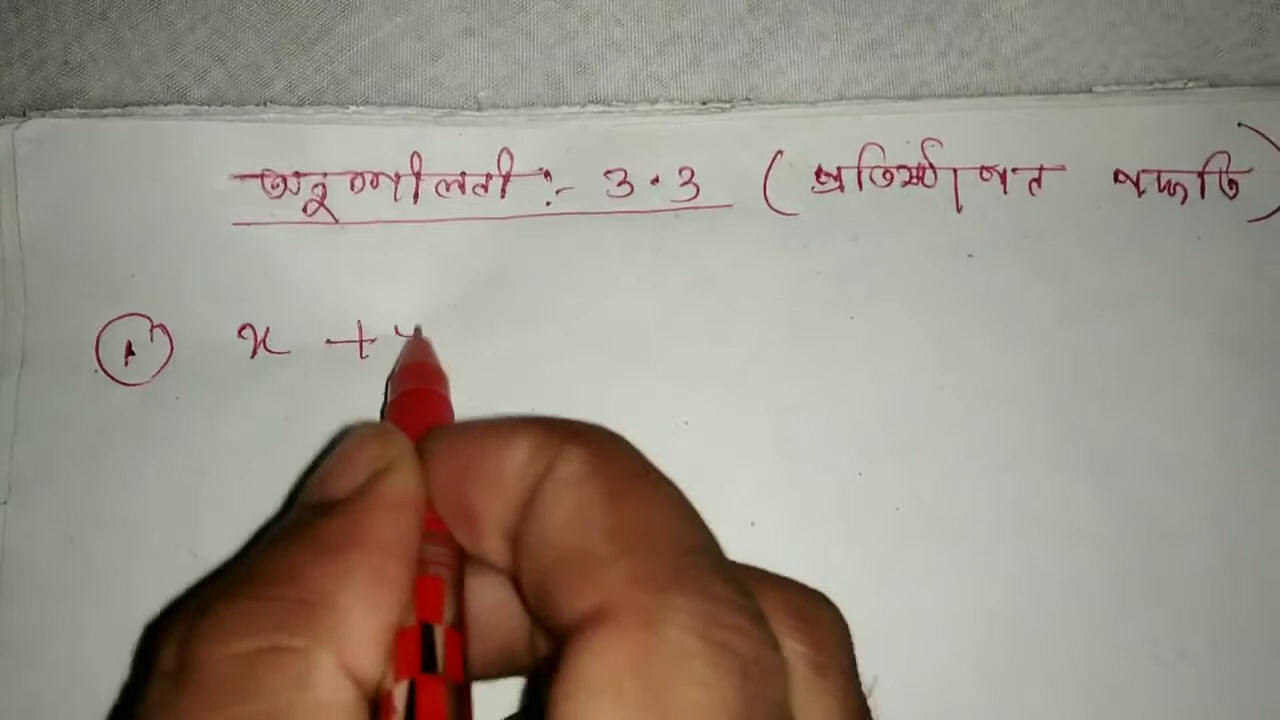 অনুশীলনী :- 3.3 (প্রতিস্থাপন পদ্ধতি)
① x + y